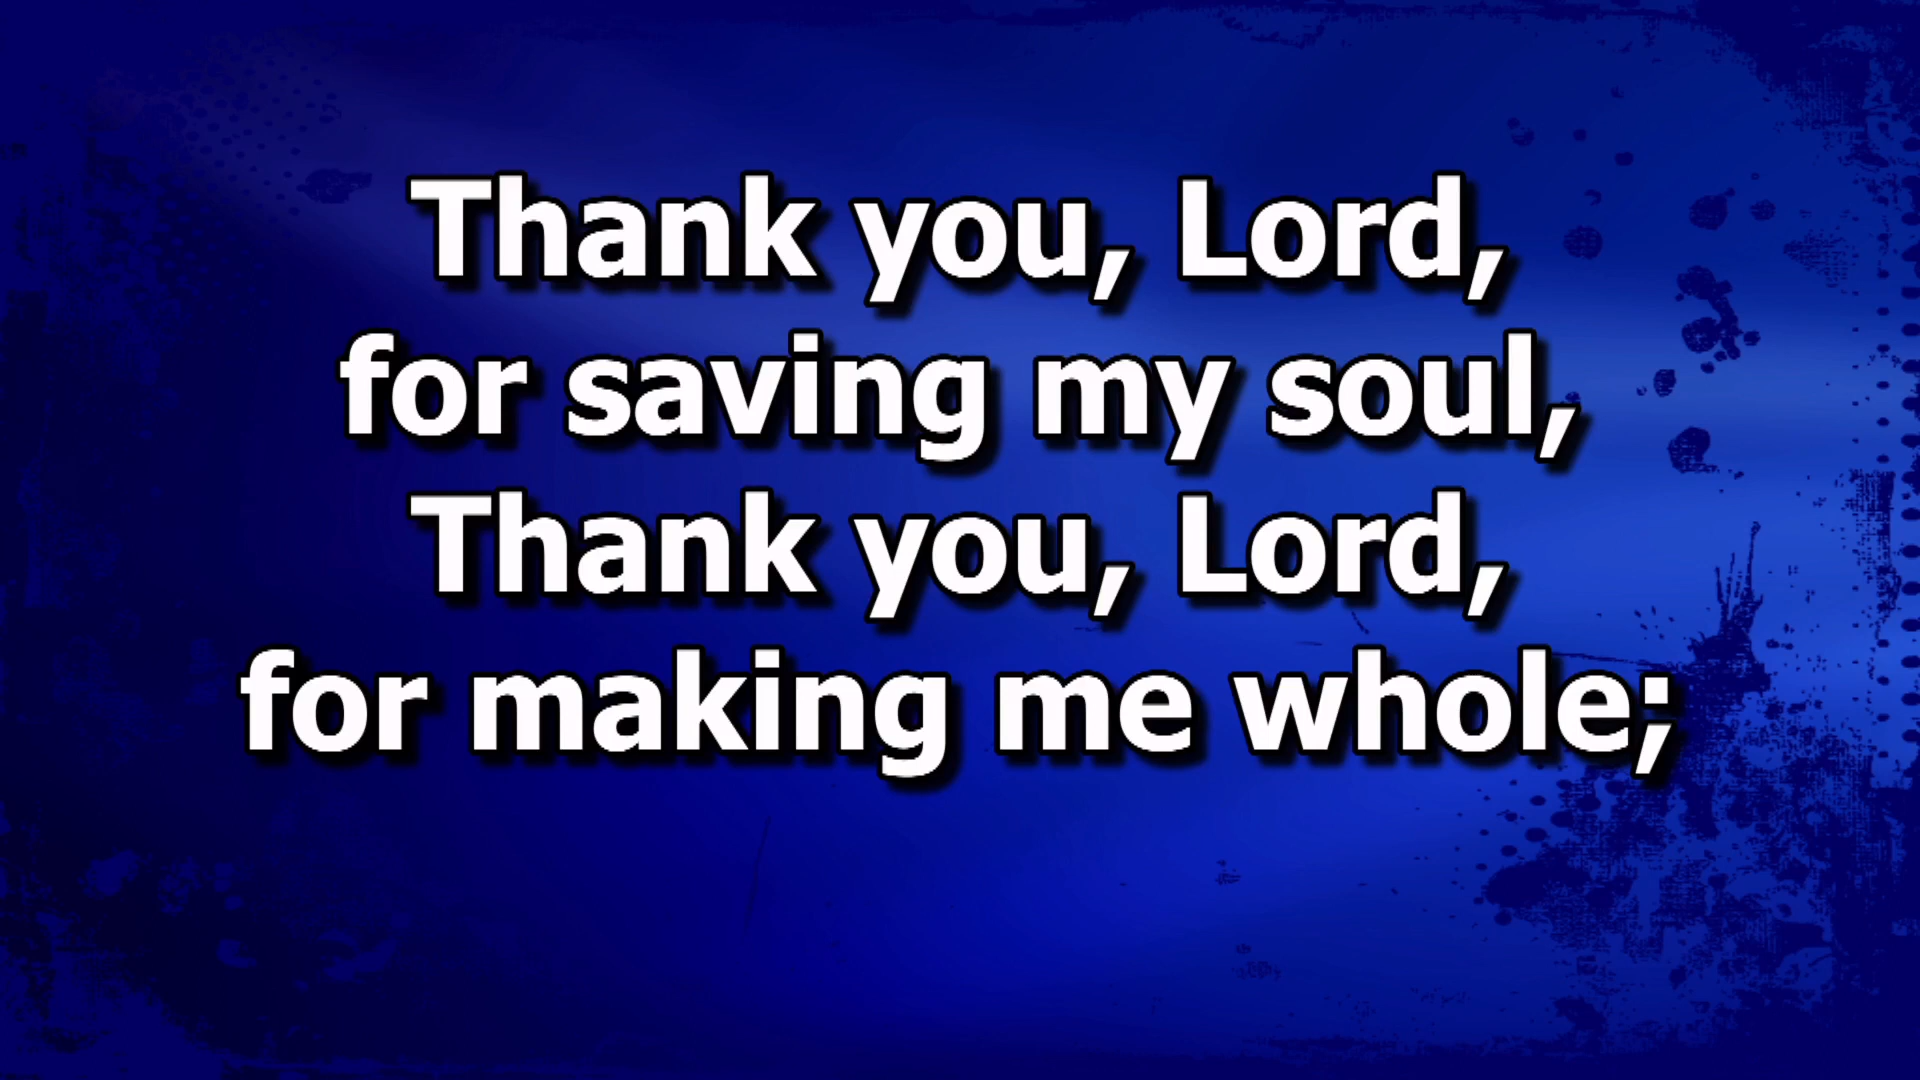 Thank you, Lord,
for saving my soul,
Thank you, Lord,
for making me whole;